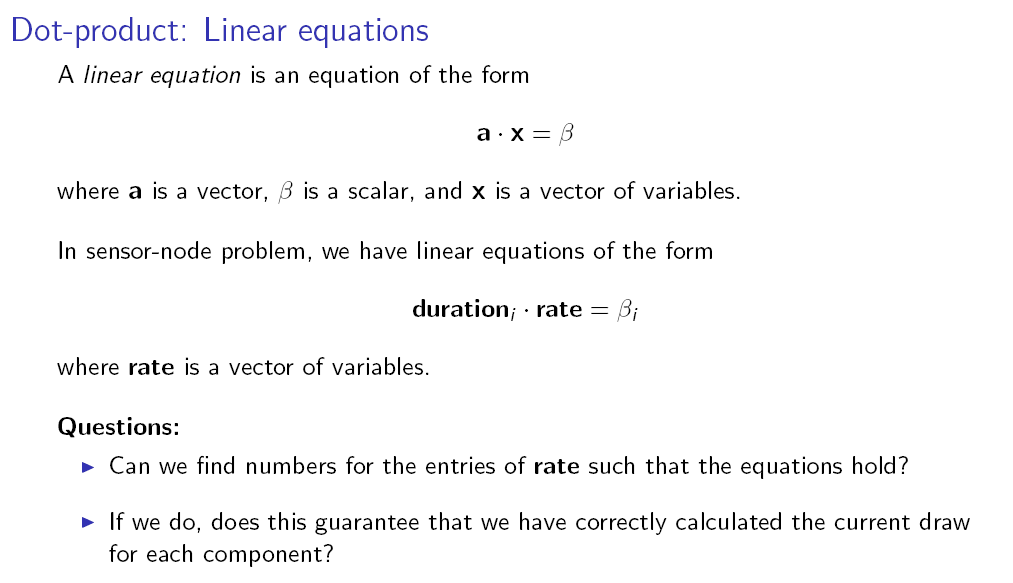 Dot-product: Linear equations
A linear equation is an equation of the form
a · x = β
where a is a vector, β is a scalar, and x is a vector of variables.
In sensor-node problem, we have linear equations of the form
durationᵢ · rate = βᵢ
where rate is a vector of variables.
Questions:
▶ Can we find numbers for the entries of rate such that the equations hold?
▶ If we do, does this guarantee that we have correctly calculated the current draw
for each component?